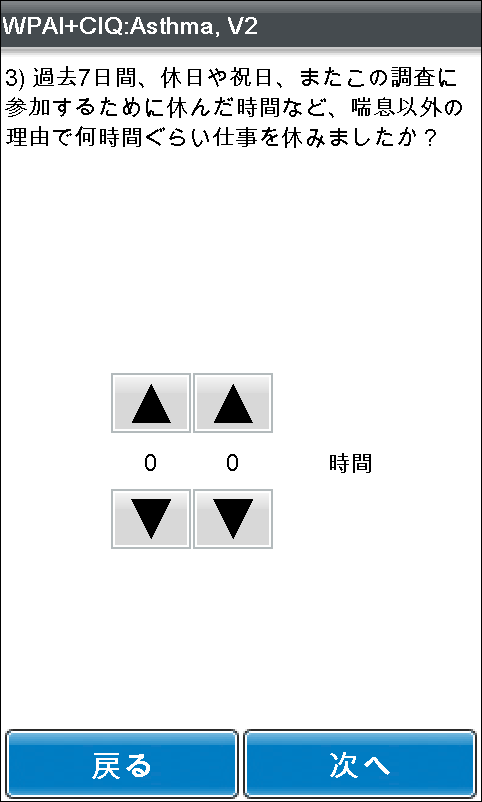 WPAI+CIQ:Asthma, V2
3) 過去7日間、休日や祝日、またこの調査に
参加するために休んだ時間など、喘息以外の
理由で何時間ぐらい仕事を休みましたか？
0 0 時間
戻る 次へ